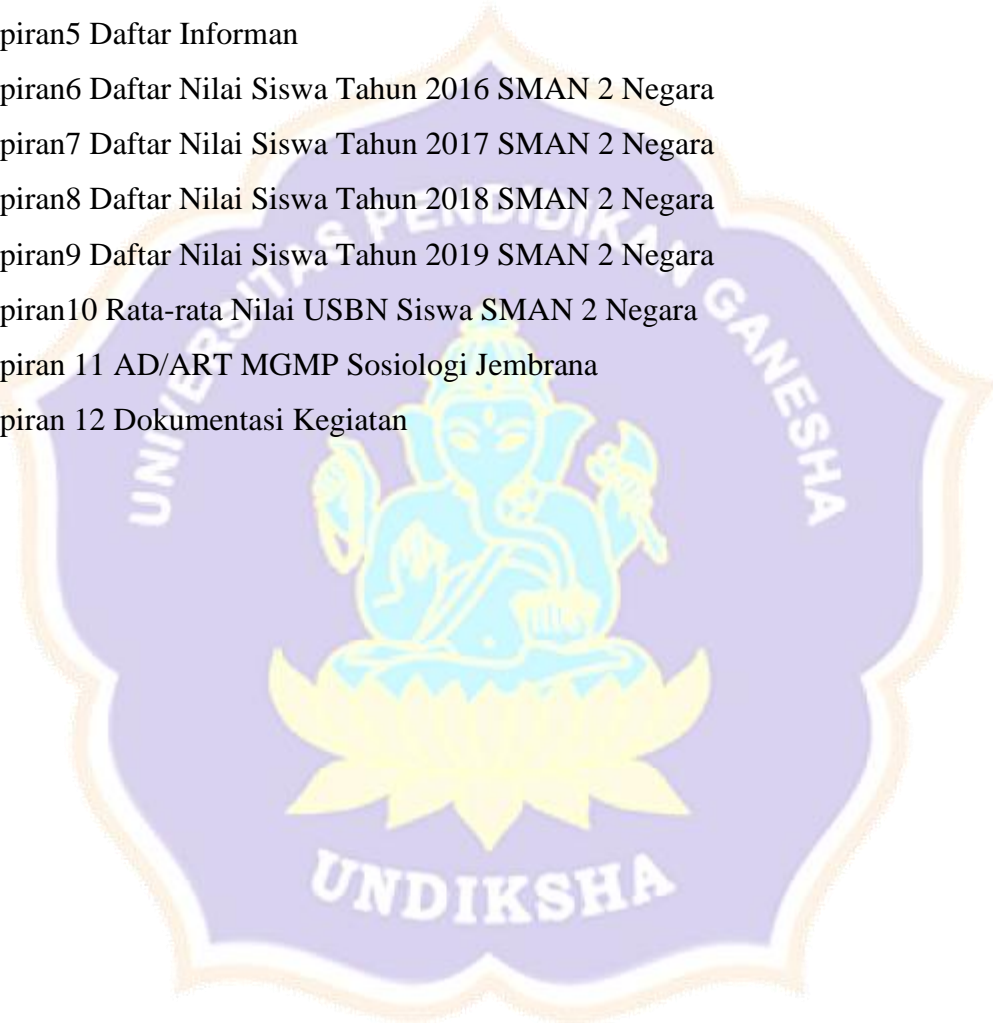 piran5 Daftar Informan
piran6 Daftar Nilai Siswa Tahun 2016 SMAN 2 Negara
piran7 Daftar Nilai Siswa Tahun 2017 SMAN 2 Negara
piran8 Daftar Nilai Siswa Tahun 2018 SMAN 2 Negara
piran9 Daftar Nilai Siswa Tahun 2019 SMAN 2 Negara
piran10 Rata-rata Nilai USBN Siswa SMAN 2 Negara
piran 11 AD/ART MGMP Sosiologi Jembrana
piran 12 Dokumentasi Kegiatan
UNIVERSITAS PENDIDIKAN GANESHA
UNDIKSHA